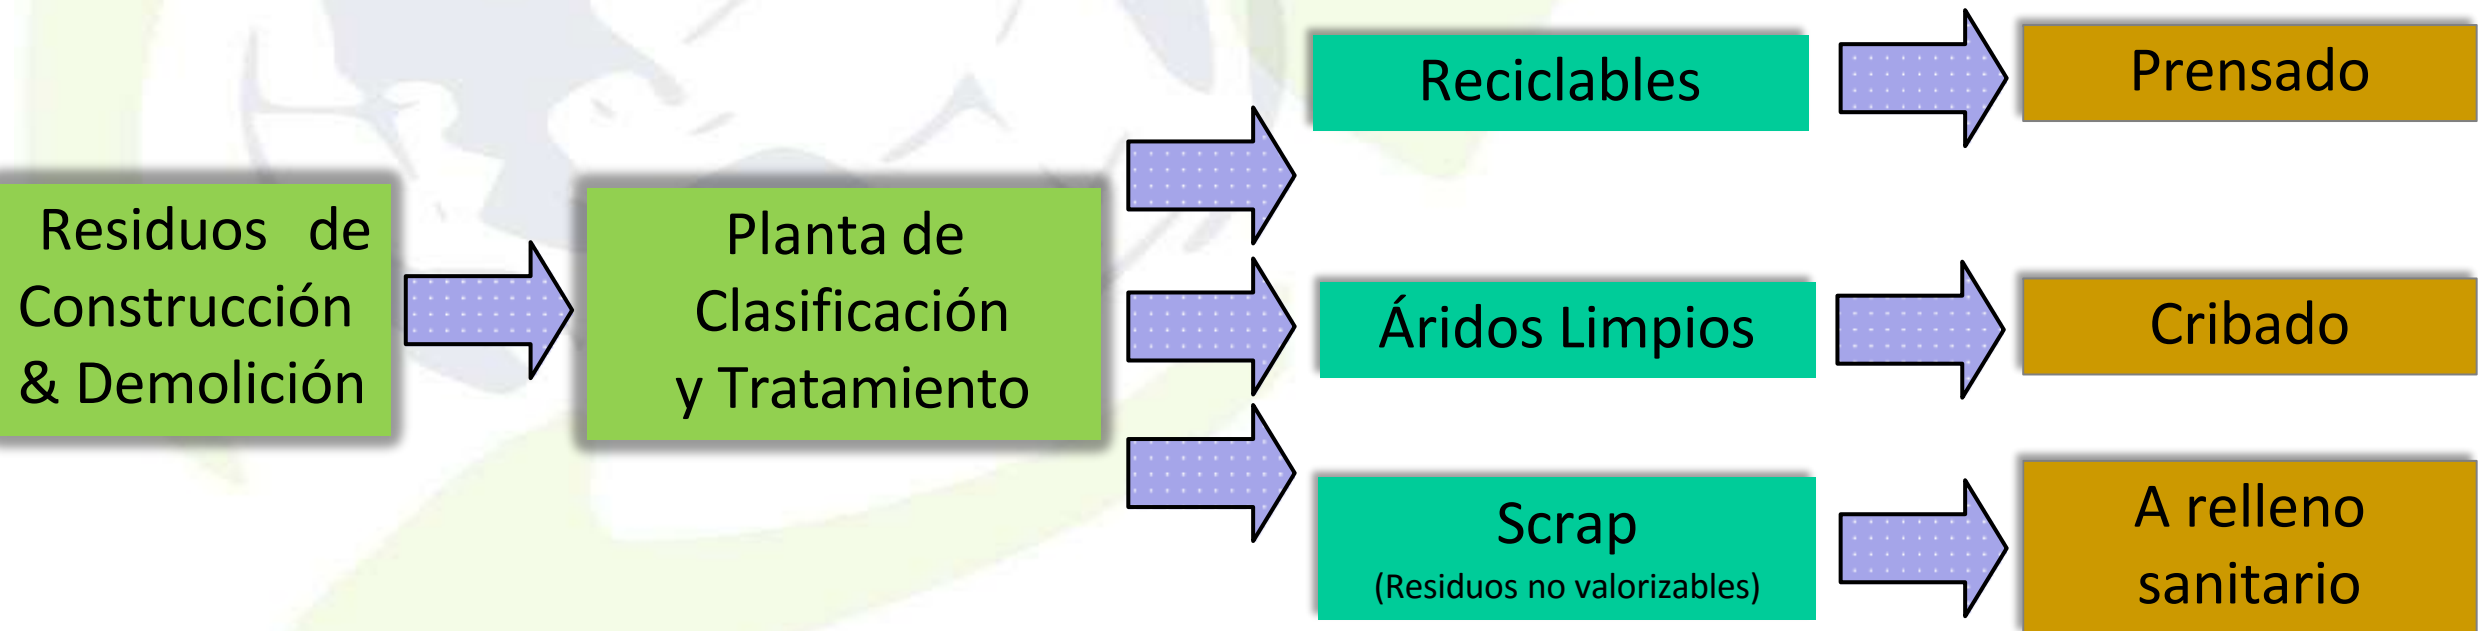 Residuos de
Construcción
& Demolición
Planta de
Clasificación
y Tratamiento
Reciclables
Prensado
Áridos Limpios
Cribado
Scrap
(Residuos no valorizables)
A relleno
sanitario